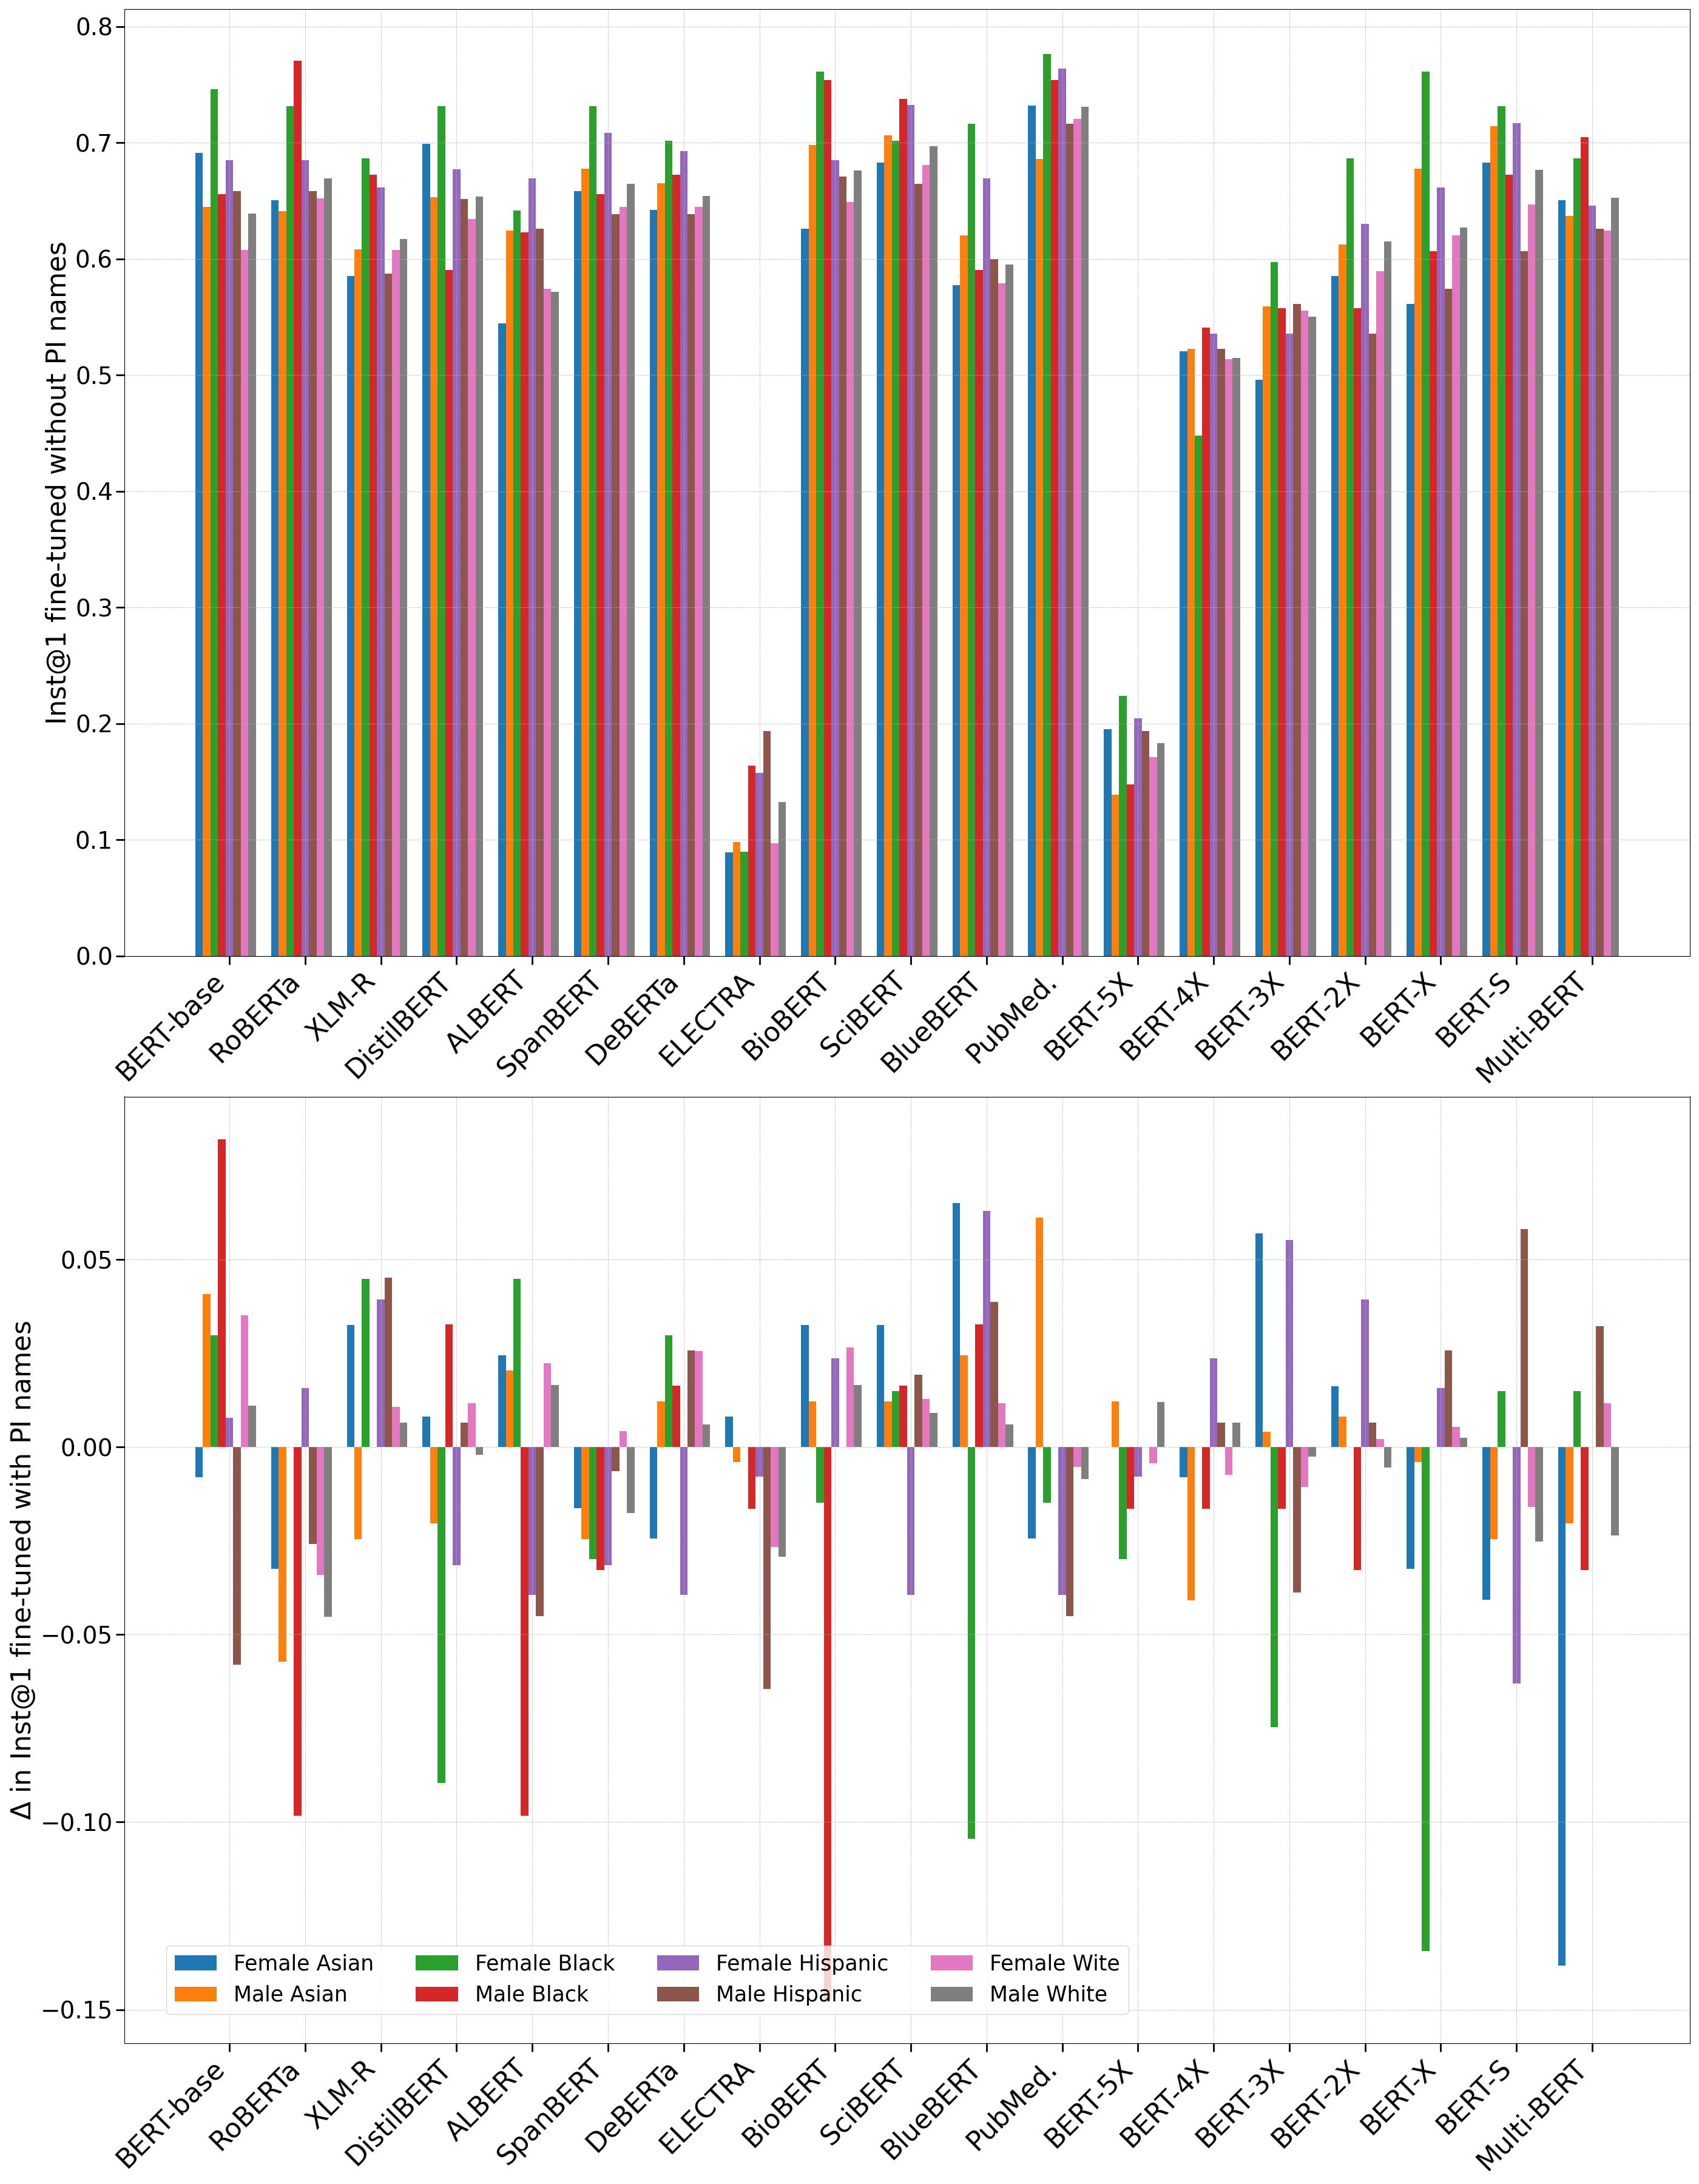 Inst@1 fine-tuned without PI names
0.8
0.7
0.6
0.5
0.4
0.3
0.2
0.1
0.0
BERT-base
RoBERTa
XLM-R
DistilBERT
ALBERT
SpanBERT
DeBERTa
ELECTRA
BioBERT
SciBERT
BlueBERT
PubMed.
BERT-5X
BERT-4X
BERT-3X
BERT-2X
BERT-X
BERT-S
Multi-BERT
Δ in Inst@1 fine-tuned with PI names
0.05
0.00
−0.05
−0.10
−0.15
Female Asian
Male Asian
Female Black
Male Black
Female Hispanic
Male Hispanic
Female Wite
Male White
BERT-base
RoBERTa
XLM-R
DistilBERT
ALBERT
SpanBERT
DeBERTa
ELECTRA
BioBERT
SciBERT
BlueBERT
PubMed.
BERT-5X
BERT-4X
BERT-3X
BERT-2X
BERT-X
BERT-S
Multi-BERT